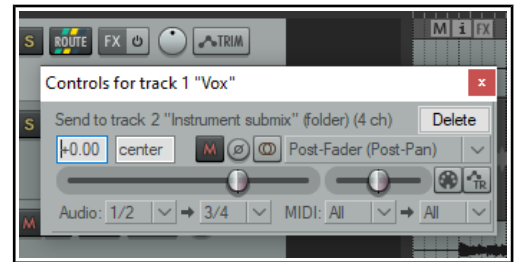 S ROUTE FX TRIM M i FX
Controls for track 1 "Vox" x
S Send to track 2 "Instrument submix" (folder) (4 ch) Delete
+0.00 center M Post-Fader (Post-Pan)
TR
M Audio: 1/2 3/4 MIDI: All All